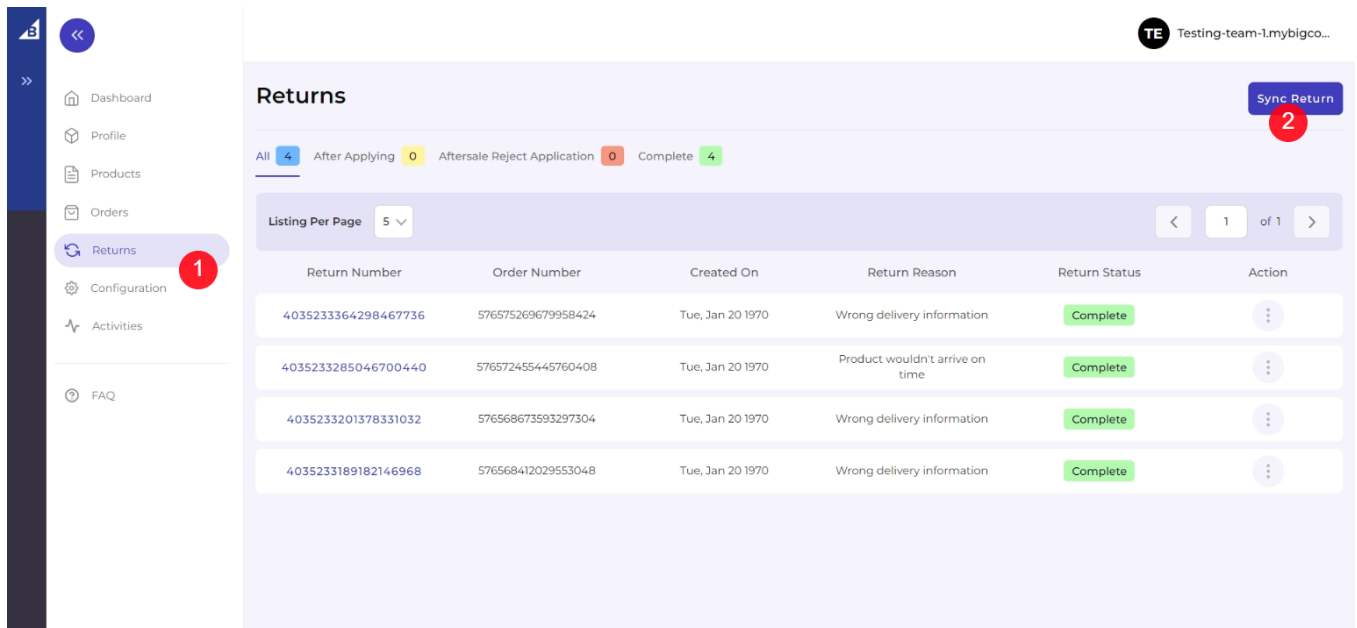 B
TE Testing-team-1.mybigco...
Dashboard
Profile
Products
Orders
Returns
1
Configuration
Activities
FAQ
Returns
Sync Return
2
All 4 After Applying 0 Aftersale Reject Application 0 Complete 4
Listing Per Page 5
1 of 1
Return Number Order Number Created On Return Reason Return Status Action
4035233364298467736 576575269679958424 Tue, Jan 20 1970 Wrong delivery information Complete
4035233285046700440 576572455445760408 Tue, Jan 20 1970 Product wouldn't arrive on time Complete
4035233201378331032 576568673593297304 Tue, Jan 20 1970 Wrong delivery information Complete
4035233189182146968 576568412029553048 Tue, Jan 20 1970 Wrong delivery information Complete